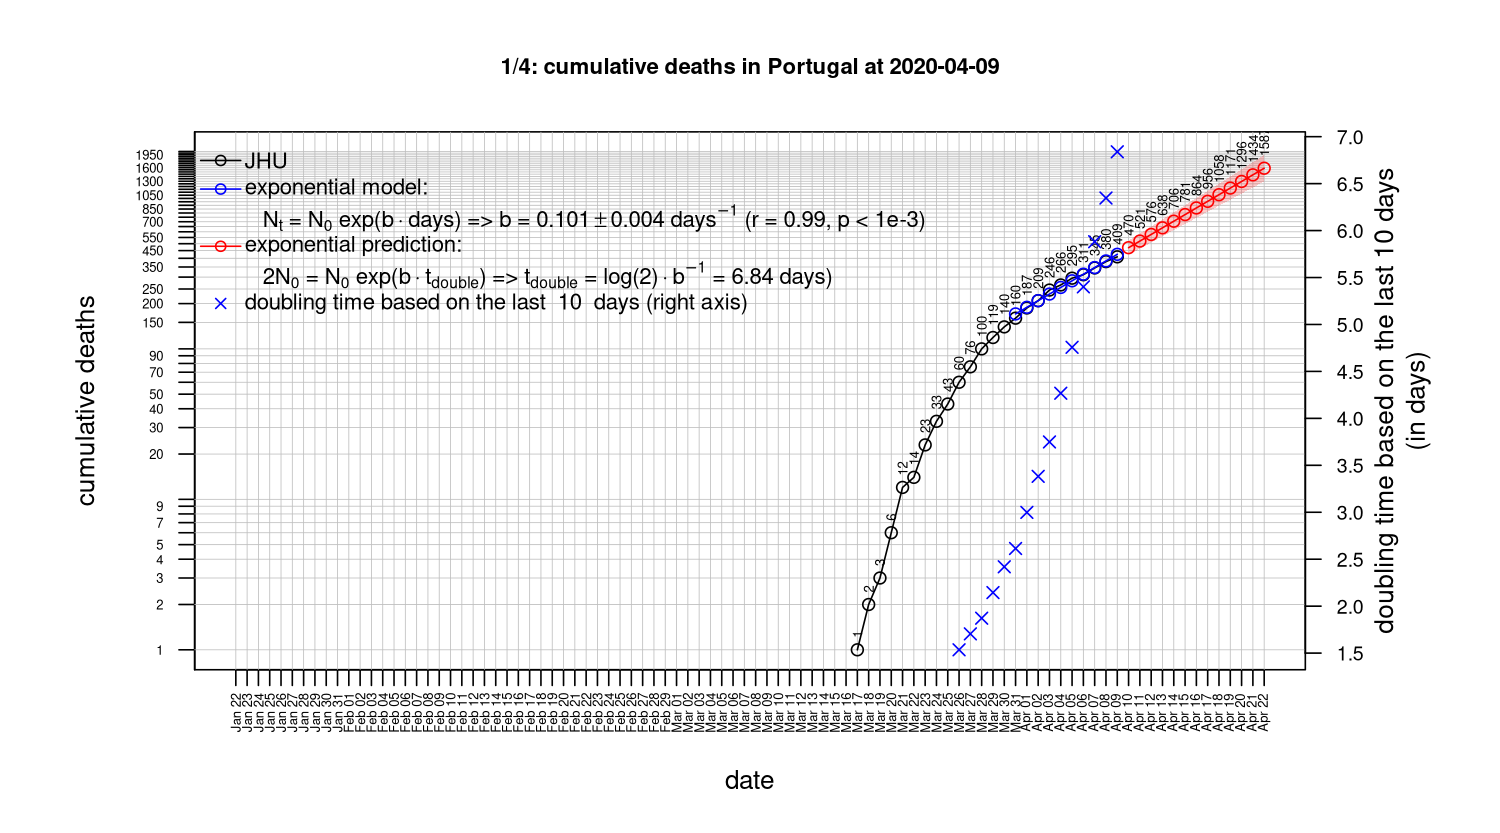 1/4: cumulative deaths in Portugal at 2020-04-09
JHU
exponential model:
Nt = N0 exp(b · days) => b = 0.101 ± 0.004 days−1 (r = 0.99, p < 1e-3)
exponential prediction:
2N0 = N0 exp(b · tdouble) => tdouble = log(2) · b−1 = 6.84 days)
doubling time based on the last 10 days (right axis)
cumulative deaths
1950
1600
1300
1050
850
700
550
450
350
250
200
150
90
70
50
40
30
20
9
7
5
4
3
2
1
1
2
3
6
12
14
23
33
43
60
76
100
119
140
160
187
209
246
266
295
311
380
409
470
521
576
638
706
781
864
956
1058
1171
1296
1434
1587
7.0
6.5
6.0
5.5
5.0
4.5
4.0
3.5
3.0
2.5
2.0
1.5
doubling time based on the last 10 days
(in days)
Jan 22
Jan 23
Jan 24
Jan 25
Jan 26
Jan 27
Jan 28
Jan 29
Jan 30
Jan 31
Feb 01
Feb 02
Feb 03
Feb 04
Feb 05
Feb 06
Feb 07
Feb 08
Feb 09
Feb 10
Feb 11
Feb 12
Feb 13
Feb 14
Feb 15
Feb 16
Feb 17
Feb 18
Feb 19
Feb 20
Feb 21
Feb 22
Feb 23
Feb 24
Feb 25
Feb 26
Feb 27
Feb 28
Feb 29
Mar 01
Mar 02
Mar 03
Mar 04
Mar 05
Mar 06
Mar 07
Mar 08
Mar 09
Mar 10
Mar 11
Mar 12
Mar 13
Mar 14
Mar 15
Mar 16
Mar 17
Mar 18
Mar 19
Mar 20
Mar 21
Mar 22
Mar 23
Mar 24
Mar 25
Mar 26
Mar 27
Mar 28
Mar 29
Mar 30
Mar 31
Apr 01
Apr 02
Apr 03
Apr 04
Apr 05
Apr 06
Apr 07
Apr 08
Apr 09
Apr 10
Apr 11
Apr 12
Apr 13
Apr 14
Apr 15
Apr 16
Apr 17
Apr 18
Apr 19
Apr 20
Apr 21
Apr 22
date